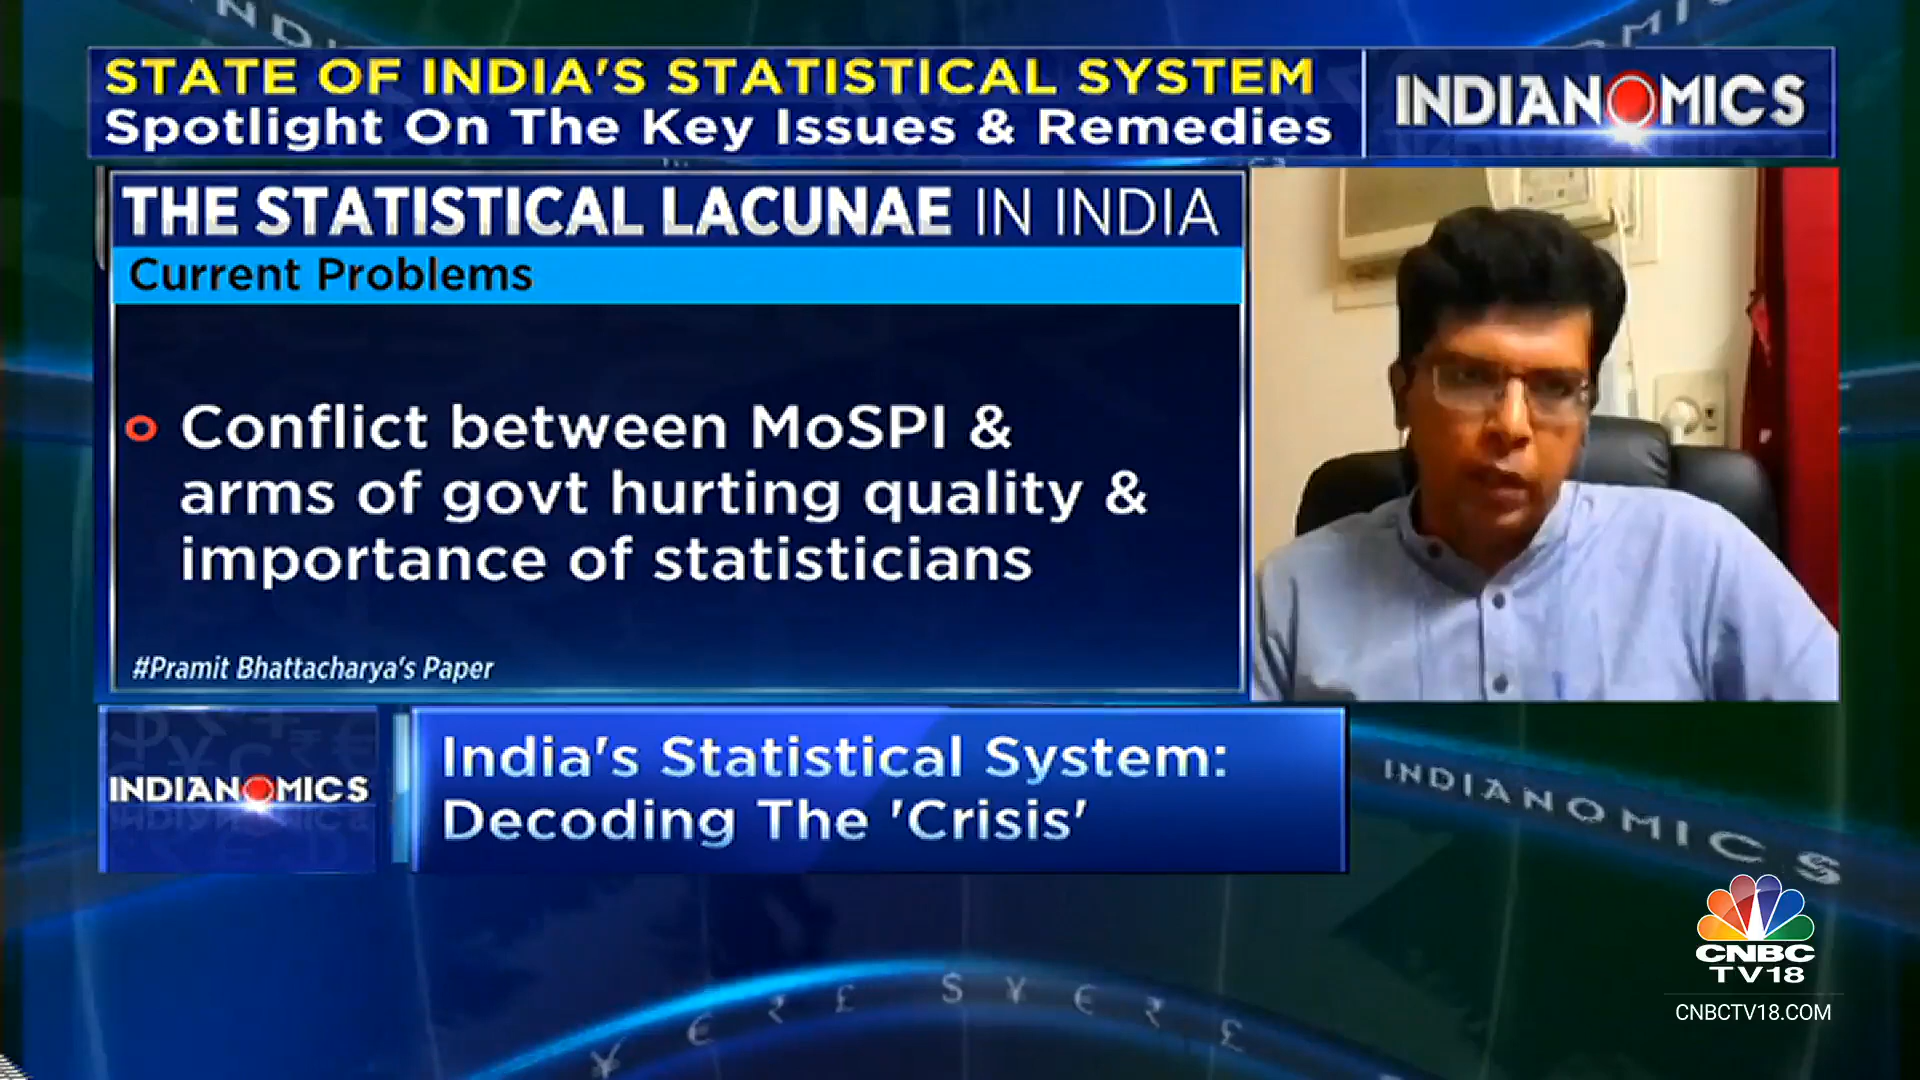 STATE OF INDIA'S STATISTICAL SYSTEM
Spotlight On The Key Issues & Remedies
INDIANOMICS
THE STATISTICAL LACUNAE IN INDIA
Current Problems
Conflict between MoSPI &
arms of govt hurting quality &
importance of statisticians
#Pramit Bhattacharya's Paper
INDIANOMICS
India's Statistical System:
Decoding The 'Crisis'
INDIANOMICS
CNBC
TV18
CNBCTV18.COM
¥ € ₹ £ $ ¥ € ₹ £